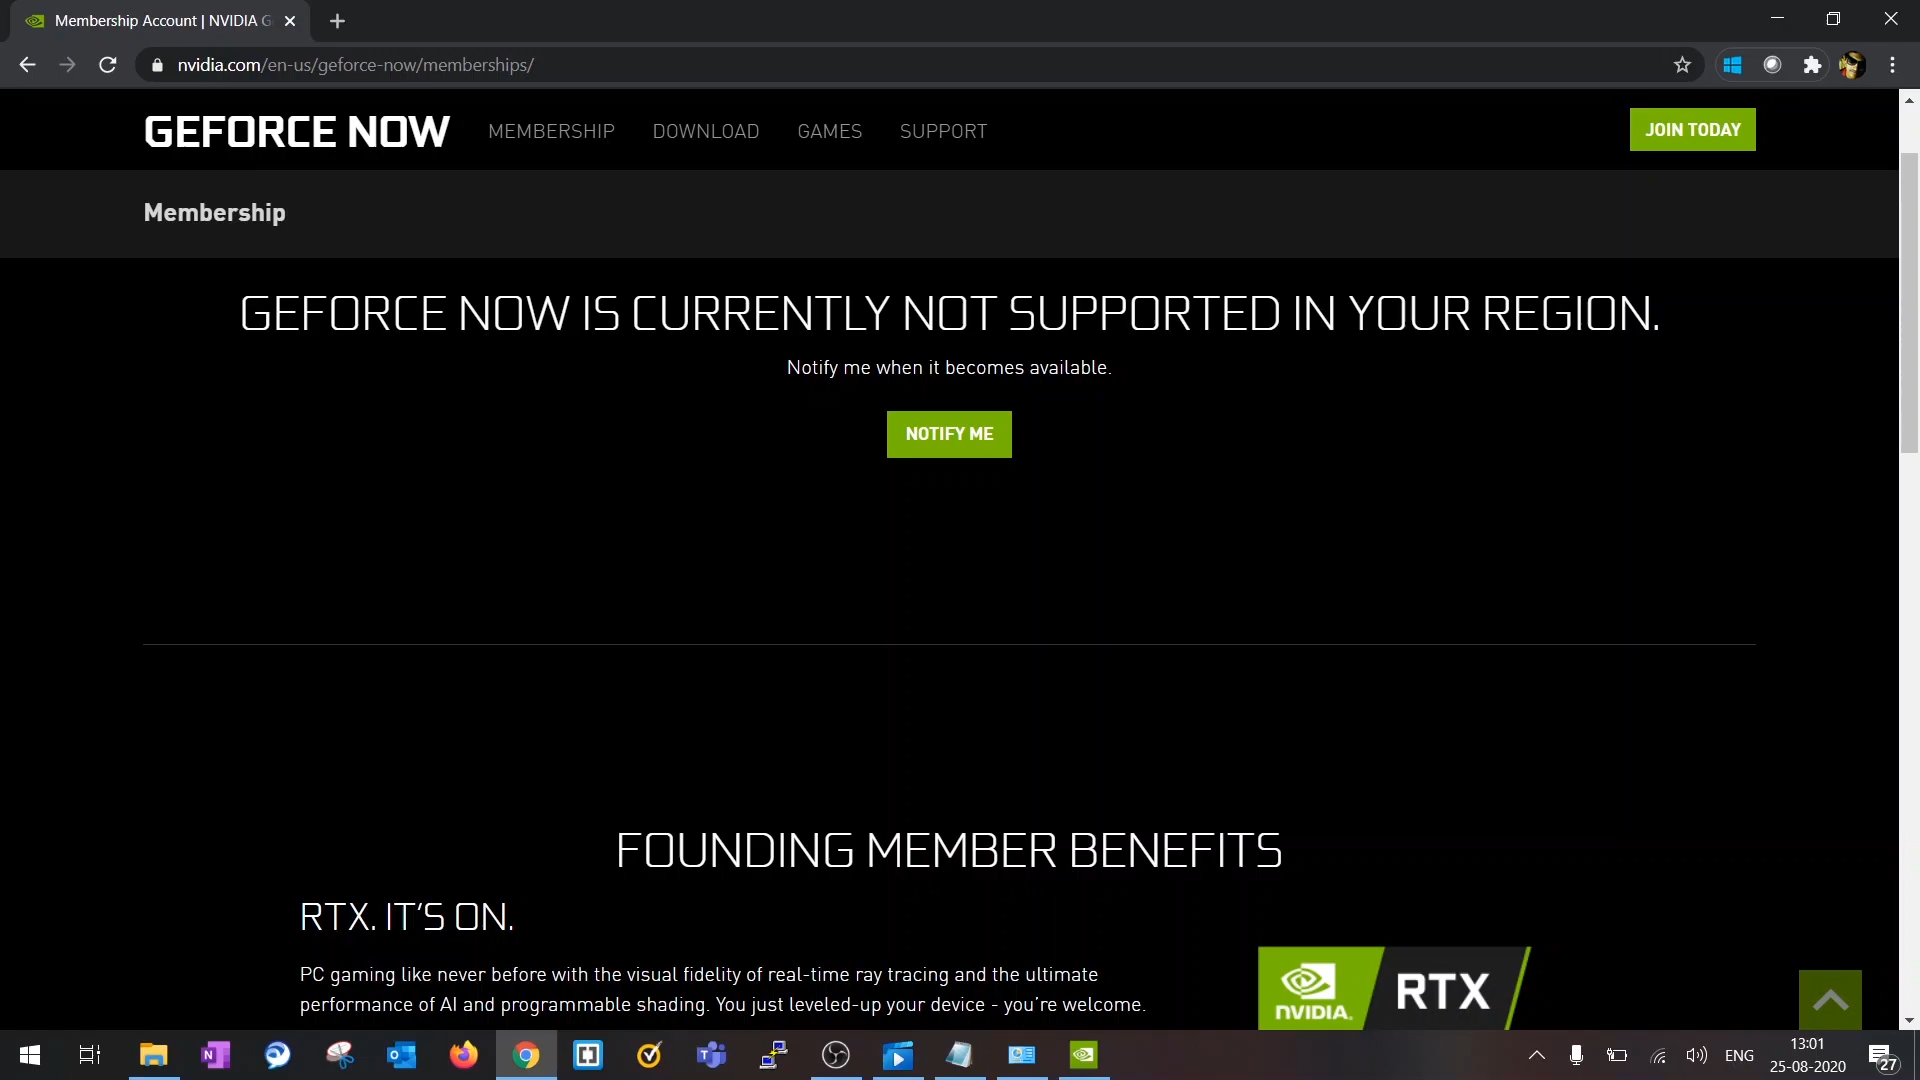 Membership Account | NVIDIA G
nvidia.com/en-us/geforce-now/memberships/
GEFORCE NOW MEMBERSHIP DOWNLOAD GAMES SUPPORT JOIN TODAY
Membership
GEFORCE NOW IS CURRENTLY NOT SUPPORTED IN YOUR REGION.
Notify me when it becomes available.
NOTIFY ME
FOUNDING MEMBER BENEFITS
RTX. IT'S ON.
PC gaming like never before with the visual fidelity of real-time ray tracing and the ultimate
performance of AI and programmable shading. You just leveled-up your device - you're welcome.
NVIDIA. RTX
ENG
13:01
25-08-2020
27